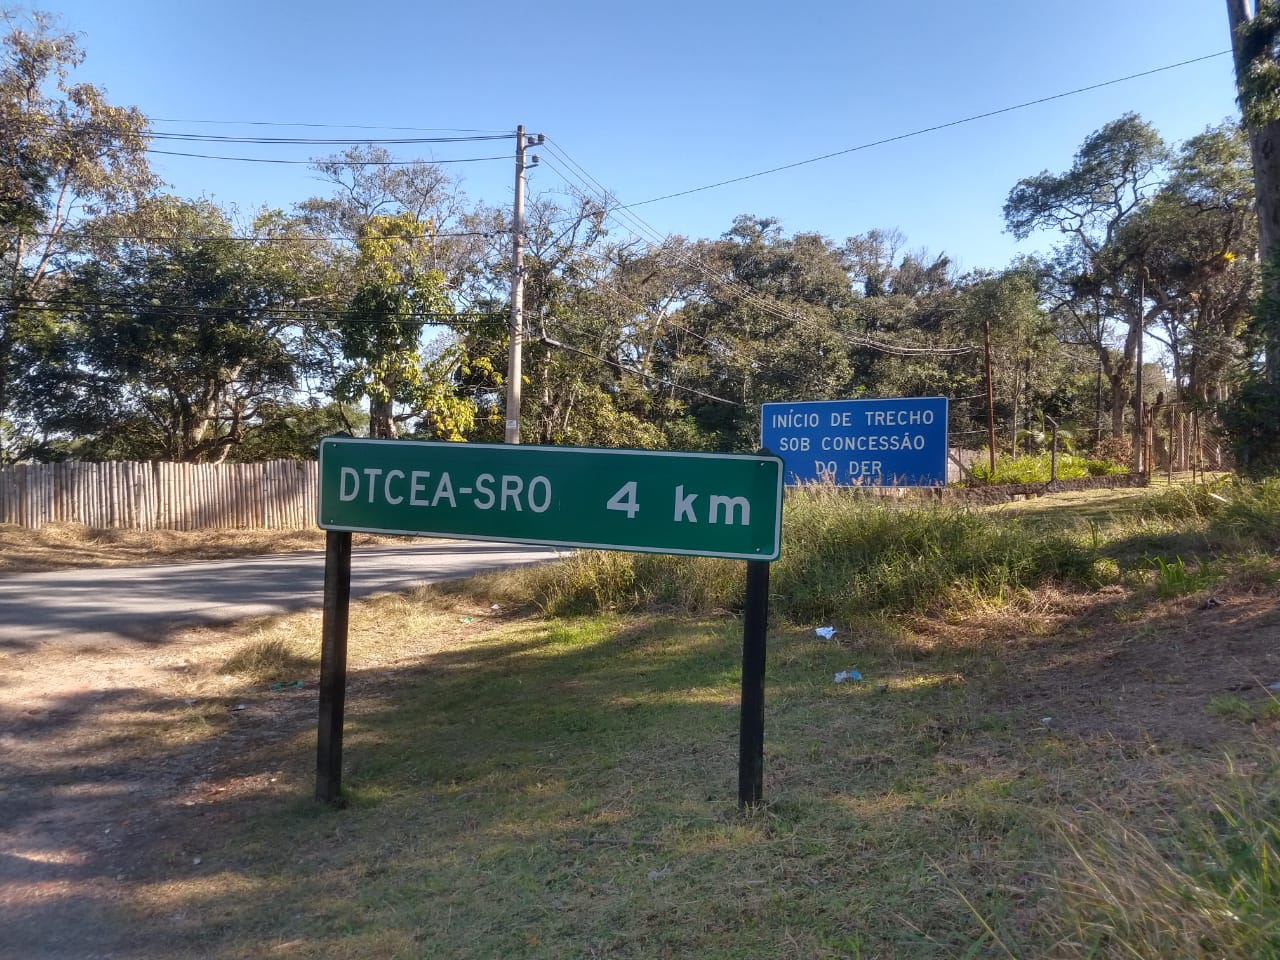 DTCEA-SRO 4 km
INÍCIO DE TRECHO
SOB CONCESSÃO
DO DER